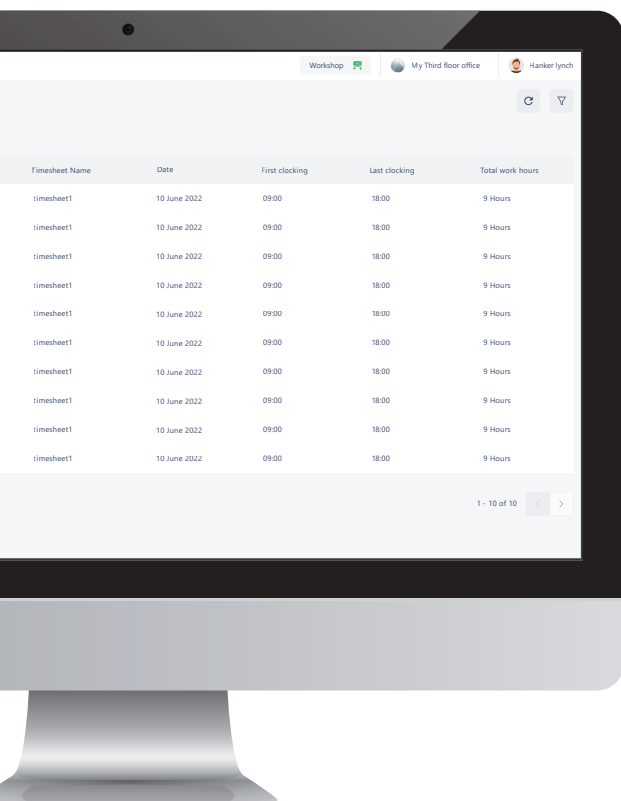 Workshop My Third floor office Hanker lynch
Timesheet Name Date First clocking Last clocking Total work hours
timesheet1 10 June 2022 09:00 18:00 9 Hours
timesheet1 10 June 2022 09:00 18:00 9 Hours
timesheet1 10 June 2022 09:00 18:00 9 Hours
timesheet1 10 June 2022 09:00 18:00 9 Hours
timesheet1 10 June 2022 09:00 18:00 9 Hours
timesheet1 10 June 2022 09:00 18:00 9 Hours
timesheet1 10 June 2022 09:00 18:00 9 Hours
timesheet1 10 June 2022 09:00 18:00 9 Hours
timesheet1 10 June 2022 09:00 18:00 9 Hours
timesheet1 10 June 2022 09:00 18:00 9 Hours
1 - 10 of 10